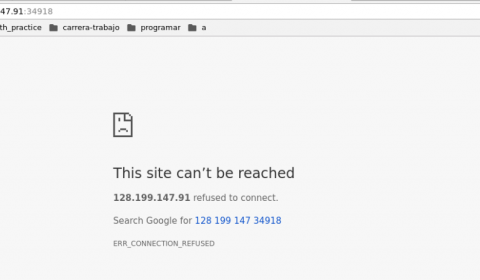 47.91:34918
th_practice carrera-trabajo programar a
This site can’t be reached
128.199.147.91 refused to connect.
Search Google for 128 199 147 34918
ERR_CONNECTION_REFUSED